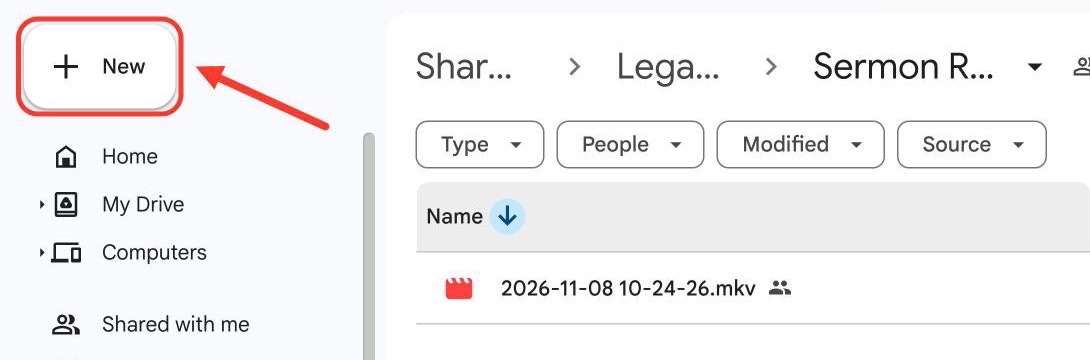 New
Shar... > Lega... > Sermon R...
Type People Modified Source
Home
My Drive
Computers
Shared with me
Name
2026-11-08 10-24-26.mkv